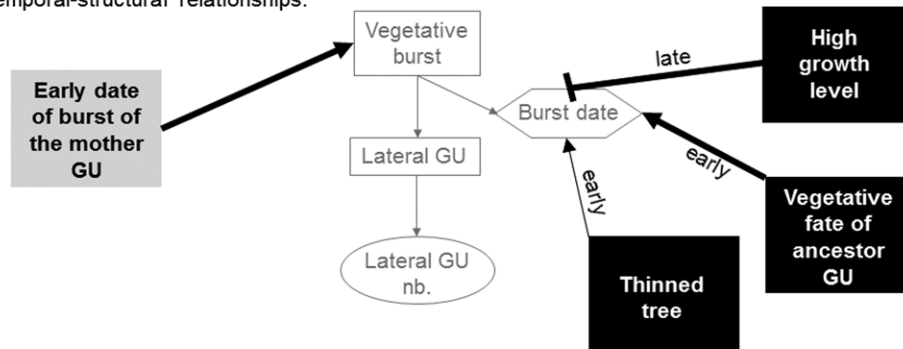 emporal-structural relationships.
Vegetative
burst
High
growth
level
late
Early date
of burst of
the mother
GU
Burst date
Lateral GU
early
early
Vegetative
fate of
ancestor
GU
Lateral GU
nb.
Thinned
tree